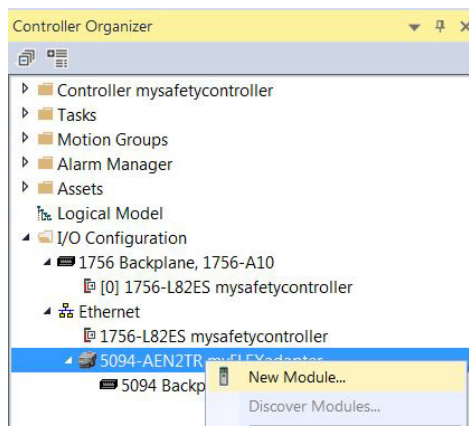 Controller Organizer
Controller mysafetycontroller
Tasks
Motion Groups
Alarm Manager
Assets
Logical Model
I/O Configuration
1756 Backplane, 1756-A10
[0] 1756-L82ES mysafetycontroller
Ethernet
1756-L82ES mysafetycontroller
5094-AEN2TR myFLEXadapter
5094 Backp
New Module...
Discover Modules...